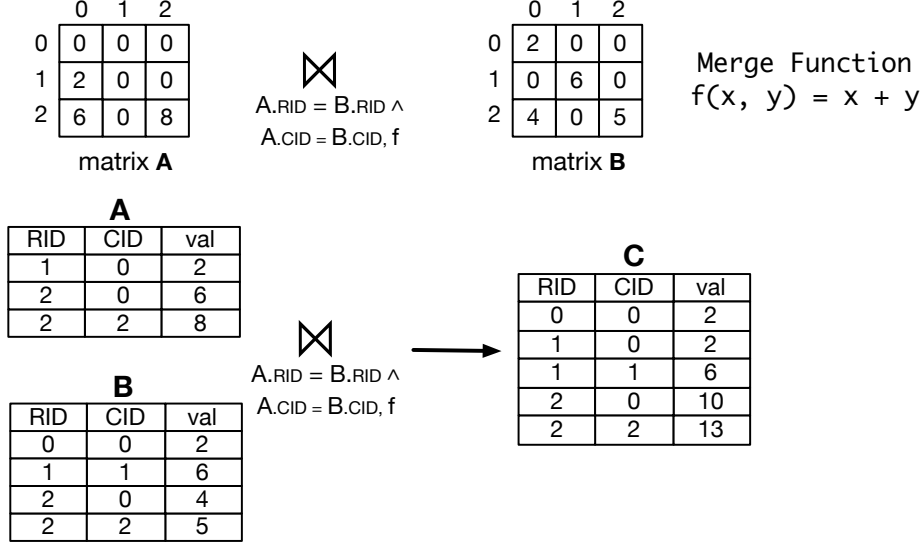 0 1 2
0 0 0 0
1 2 0 0
2 6 0 8
matrix A
⋈
A.RID = B.RID ∧
A.CID = B.CID, f
0 1 2
0 2 0 0
1 0 6 0
2 4 0 5
matrix B
Merge Function
f(x, y) = x + y
A
RID CID val
1 0 2
2 0 6
2 2 8
B
RID CID val
0 0 2
1 1 6
2 0 4
2 2 5
⋈
A.RID = B.RID ∧
A.CID = B.CID, f
C
RID CID val
0 0 2
1 0 2
1 1 6
2 0 10
2 2 13